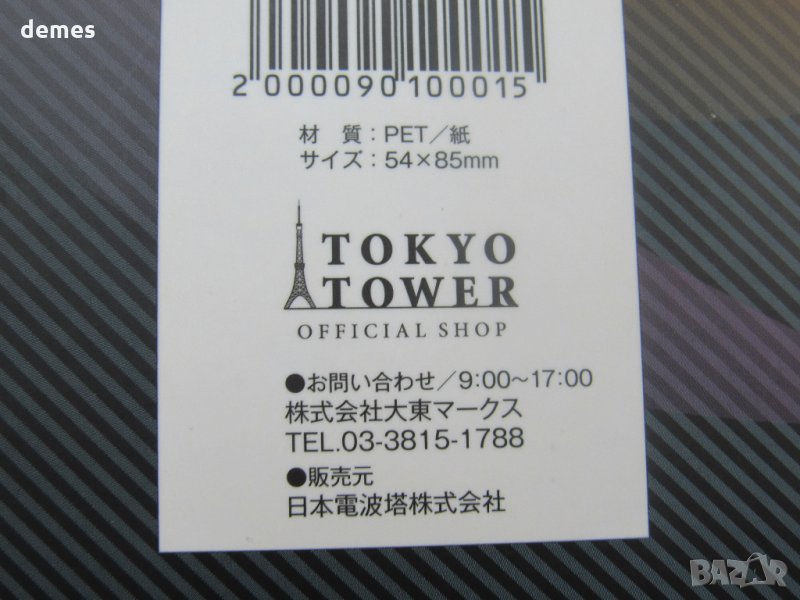 demes
2 000090 100015
材　質：PET／紙
サイズ：54×85mm
TOKYO
TOWER
OFFICIAL SHOP
●お問い合わせ／9:00〜17:00
株式会社大東マークス
TEL.03-3815-1788
●販売元
日本電波塔株式会社
BAZAR